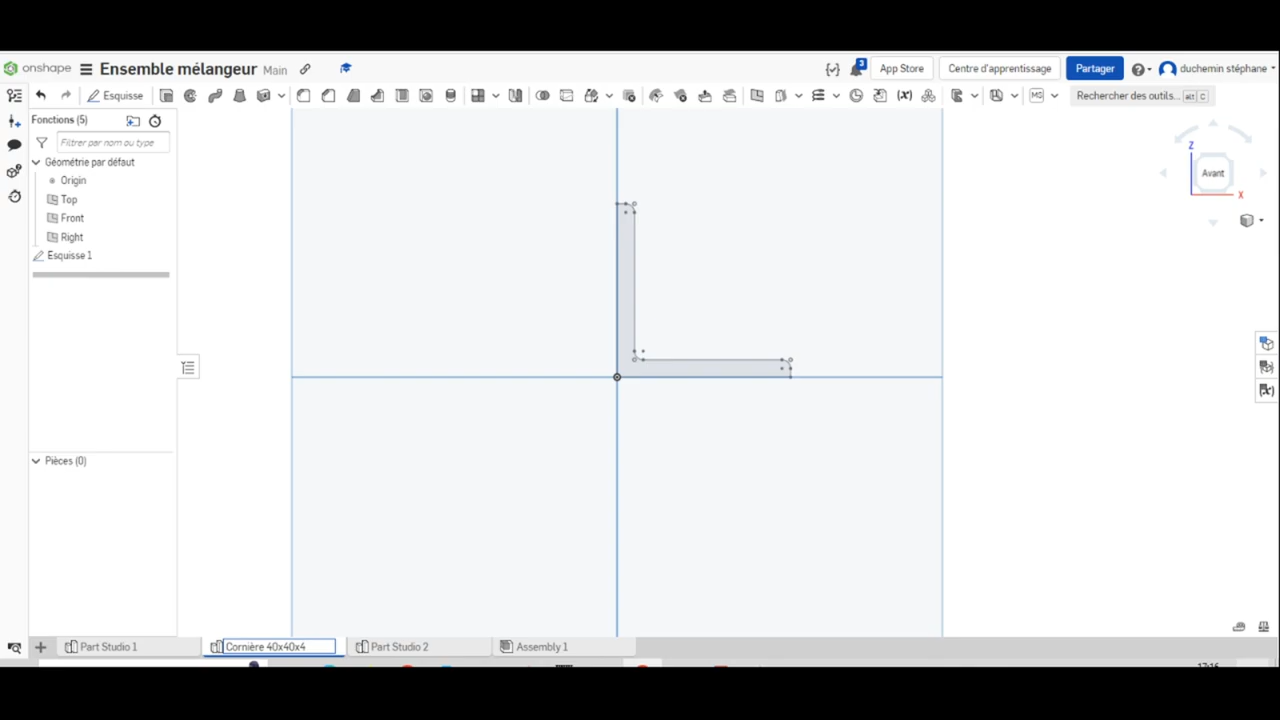 onshape Ensemble mélangeur Main 3 App Store Centre d'apprentissage Partager duchemin stéphane
Esquisse Rechercher des outils... alt C
Fonctions (5)
Filtrer par nom ou type
Géométrie par défaut
Origin
Top
Front
Right
Esquisse 1
Z
Avant
X
Pièces (0)
Part Studio 1 Cornière 40x40x4 Part Studio 2 Assembly 1